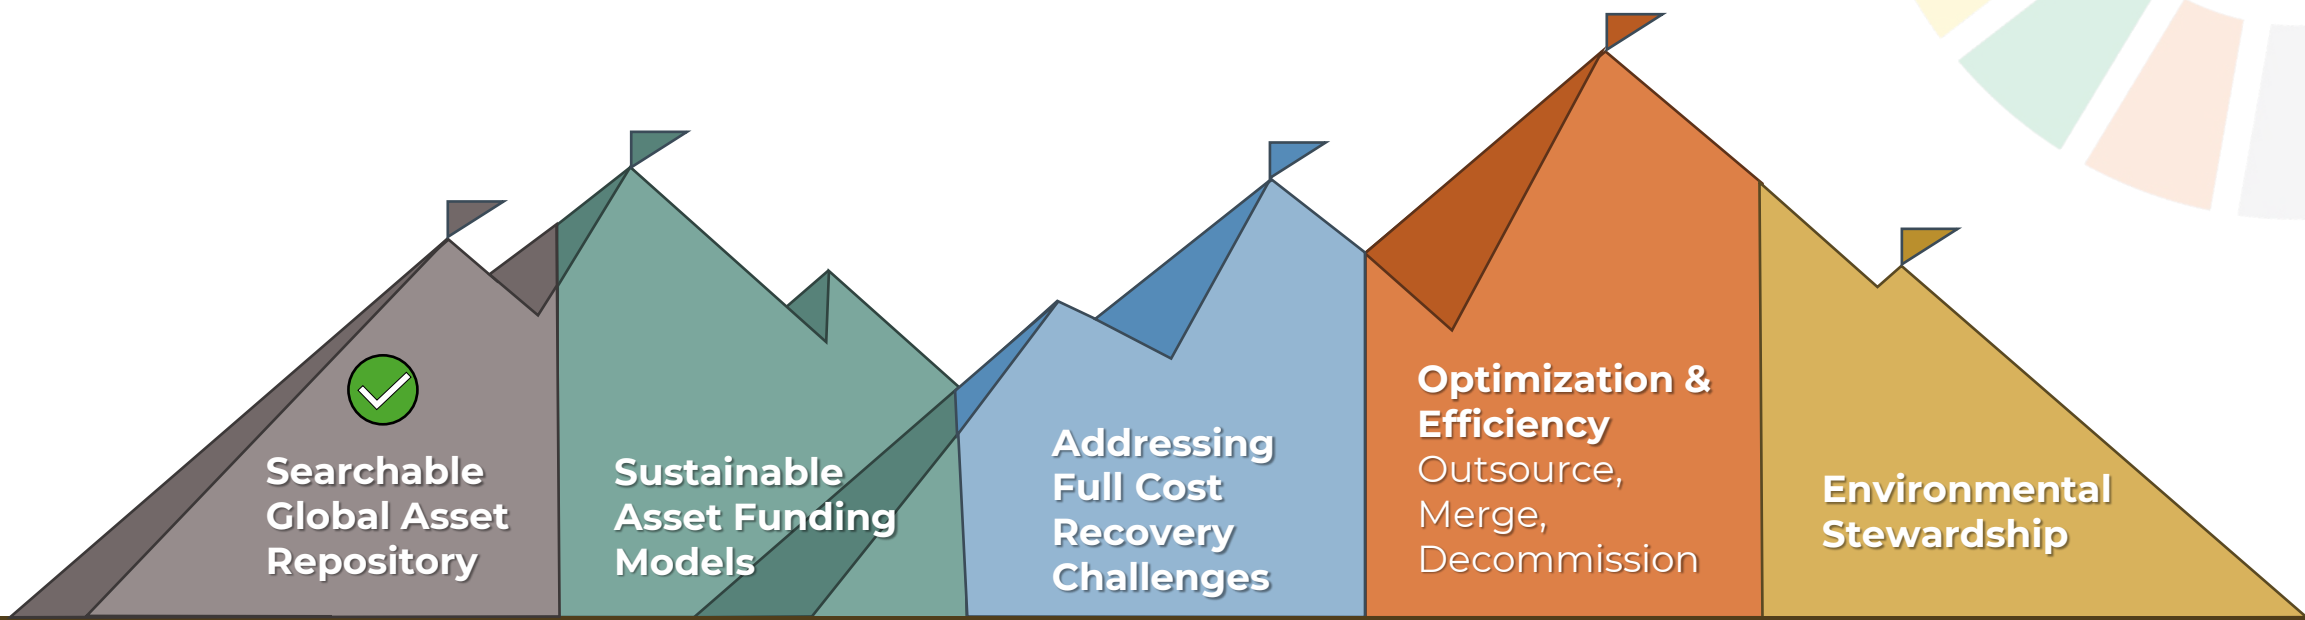 Searchable
Global Asset
Repository
Sustainable
Asset Funding
Models
Addressing
Full Cost
Recovery
Challenges
Optimization &
Efficiency
Outsource,
Merge,
Decommission
Environmental
Stewardship